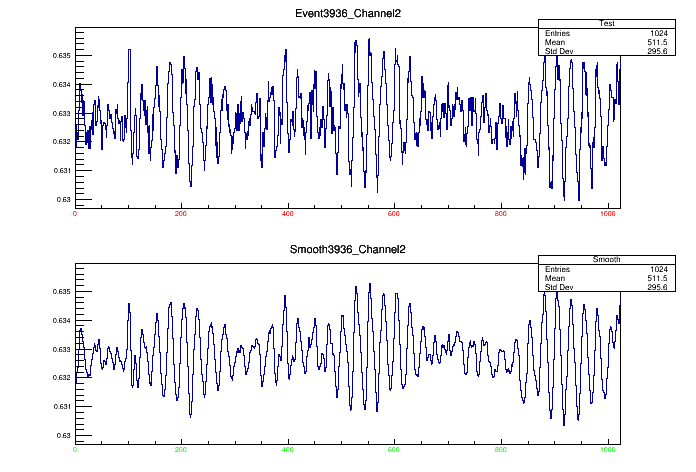 Event3936_Channel2
Test
Entries 1024
Mean 511.5
Std Dev 295.6
0.635
0.634
0.633
0.632
0.631
0.63
0 200 400 600 800 1000
Smooth3936_Channel2
Smooth
Entries 1024
Mean 511.5
Std Dev 295.6
0.635
0.634
0.633
0.632
0.631
0.63
0 200 400 600 800 1000